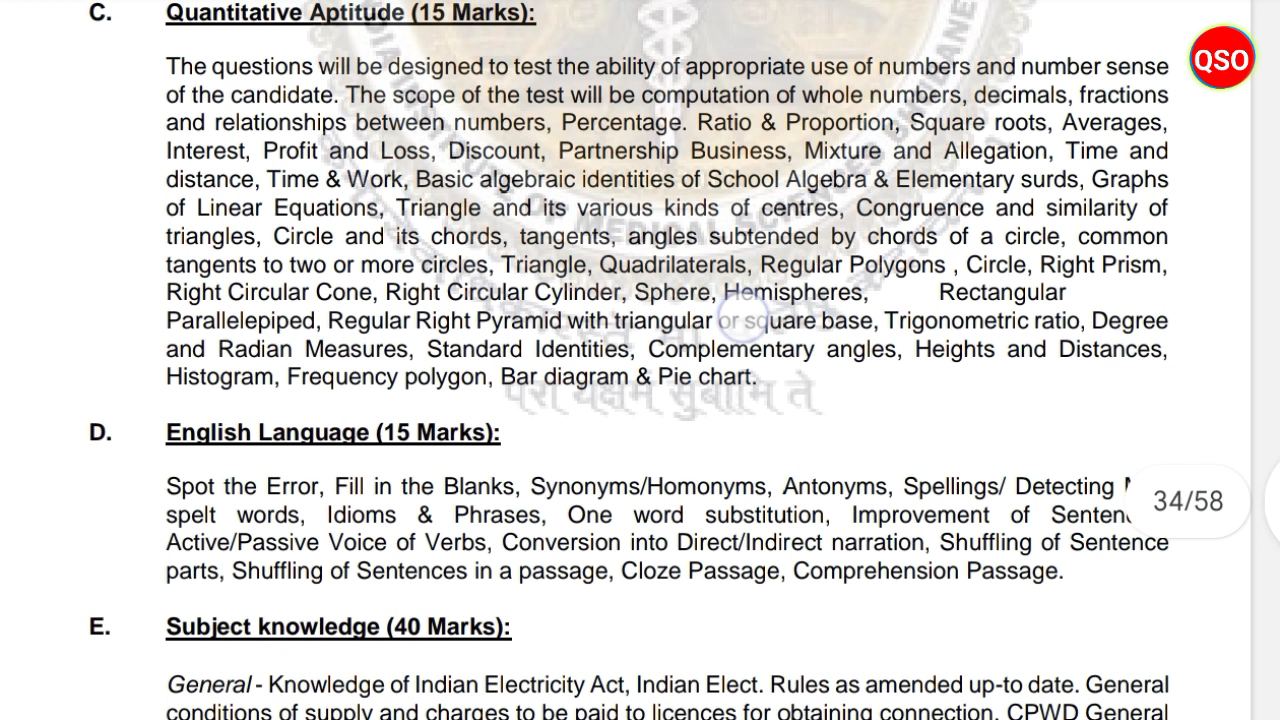 C. Quantitative Aptitude (15 Marks):
QSO
The questions will be designed to test the ability of appropriate use of numbers and number sense
of the candidate. The scope of the test will be computation of whole numbers, decimals, fractions
and relationships between numbers, Percentage. Ratio & Proportion, Square roots, Averages,
Interest, Profit and Loss, Discount, Partnership Business, Mixture and Allegation, Time and
distance, Time & Work, Basic algebraic identities of School Algebra & Elementary surds, Graphs
of Linear Equations, Triangle and its various kinds of centres, Congruence and similarity of
triangles, Circle and its chords, tangents, angles subtended by chords of a circle, common
tangents to two or more circles, Triangle, Quadrilaterals, Regular Polygons , Circle, Right Prism,
Right Circular Cone, Right Circular Cylinder, Sphere, Hemispheres, Rectangular
Parallelepiped, Regular Right Pyramid with triangular or square base, Trigonometric ratio, Degree
and Radian Measures, Standard Identities, Complementary angles, Heights and Distances,
Histogram, Frequency polygon, Bar diagram & Pie chart.
D. English Language (15 Marks):
Spot the Error, Fill in the Blanks, Synonyms/Homonyms, Antonyms, Spellings/ Detecting
34/58
spelt words, Idioms & Phrases, One word substitution, Improvement of
Active/Passive Voice of Verbs, Conversion into Direct/Indirect narration, Shuffling of Sentence
parts, Shuffling of Sentences in a passage, Cloze Passage, Comprehension Passage.
E. Subject knowledge (40 Marks):
General - Knowledge of Indian Electricity Act, Indian Elect. Rules as amended up-to date. General
conditions of supply and charges to be paid to licences for obtaining connection. CPWD General